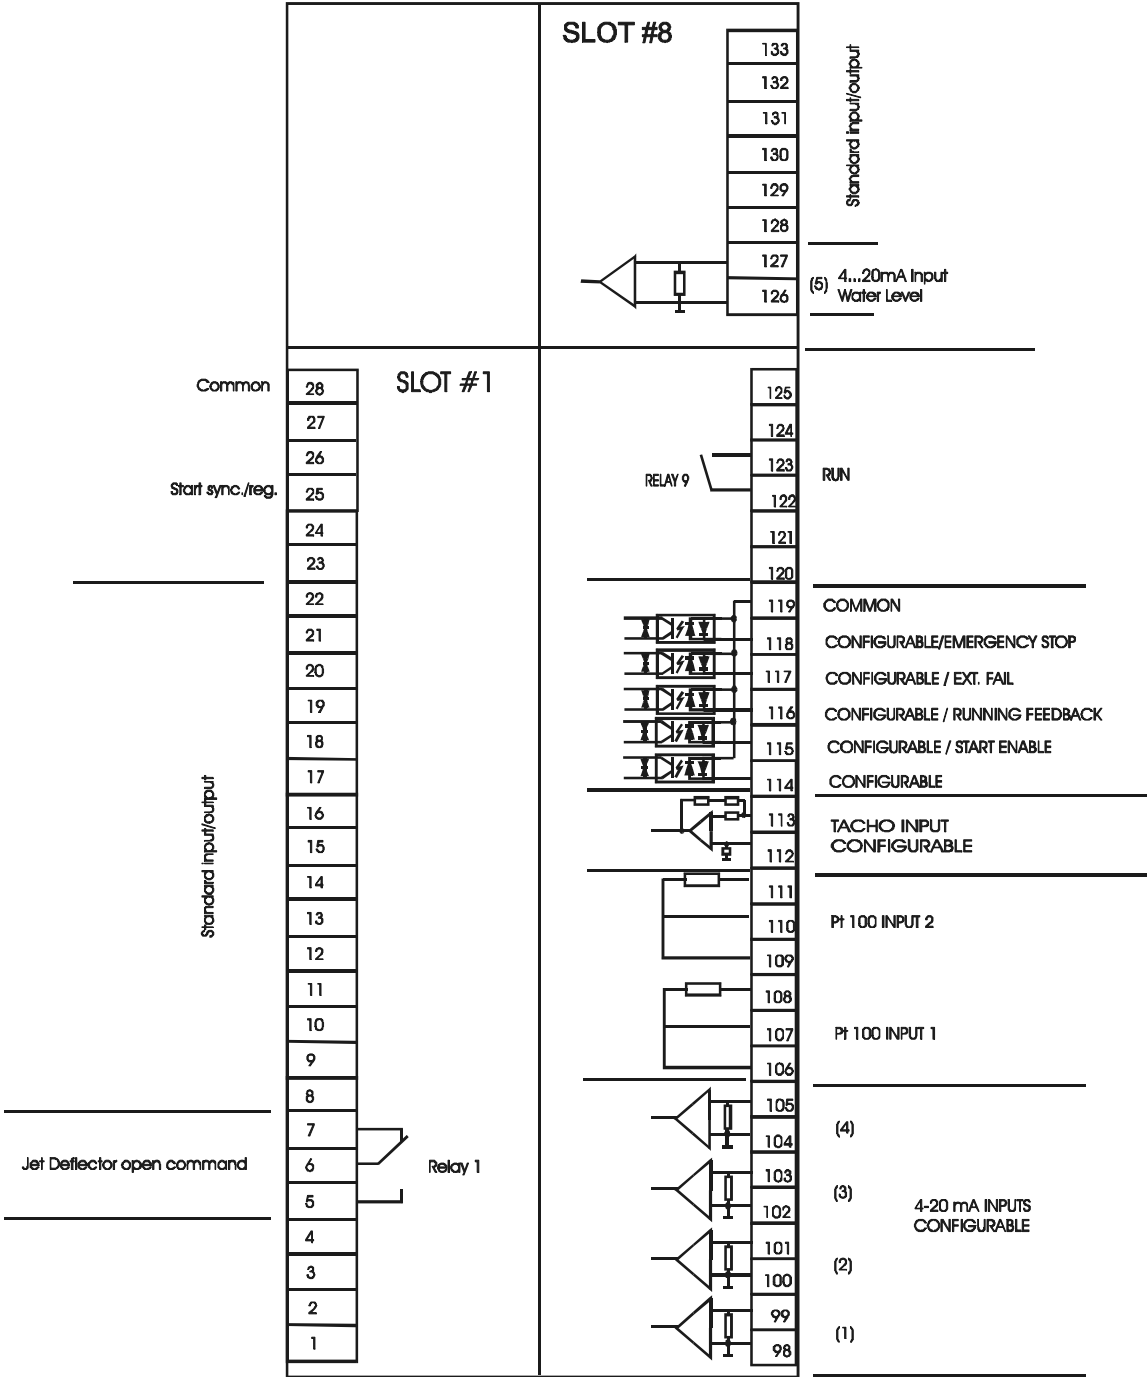 SLOT #8
133
132
131
130
129
128
127
126
Standard input/output
(5) 4...20mA Input
Water Level
SLOT #1
Common
28
27
26
Start sync./reg.
25
24
23
22
21
20
19
18
17
16
15
14
13
12
11
10
9
8
7
6
5
4
3
2
1
Standard input/output
Jet Deflector open command
Relay 1
125
124
123
122
121
120
RELAY 9
RUN
119
COMMON
118
CONFIGURABLE/EMERGENCY STOP
117
CONFIGURABLE / EXT. FAIL
116
CONFIGURABLE / RUNNING FEEDBACK
115
CONFIGURABLE / START ENABLE
114
CONFIGURABLE
113
112
TACHO INPUT
CONFIGURABLE
111
110
109
Pt 100 INPUT 2
108
107
106
Pt 100 INPUT 1
105
104
(4)
103
102
(3)
101
100
(2)
99
98
(1)
4-20 mA INPUTS
CONFIGURABLE